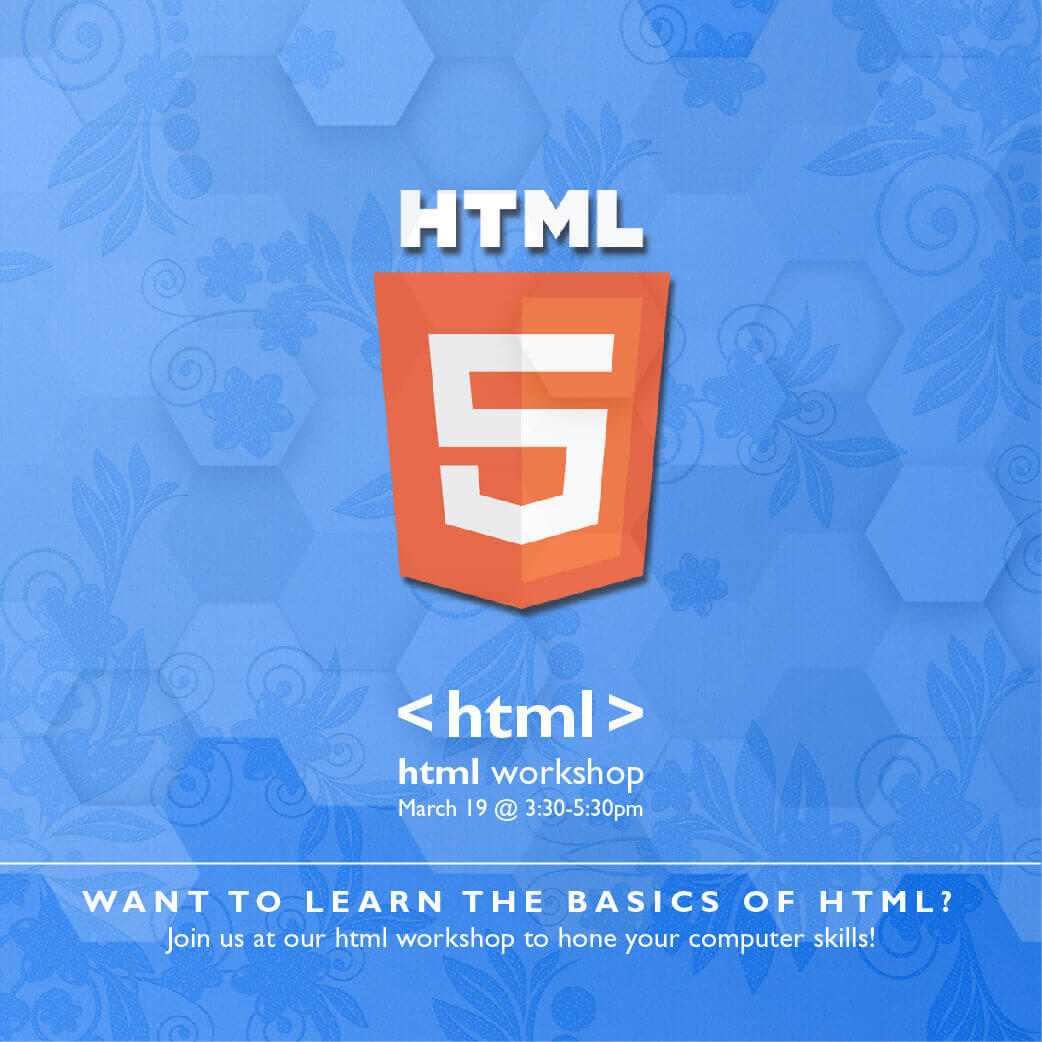 HTML
5
<html>
html workshop
March 19 @ 3:30-5:30pm
WANT TO LEARN THE BASICS OF HTML?
Join us at our html workshop to hone your computer skills!